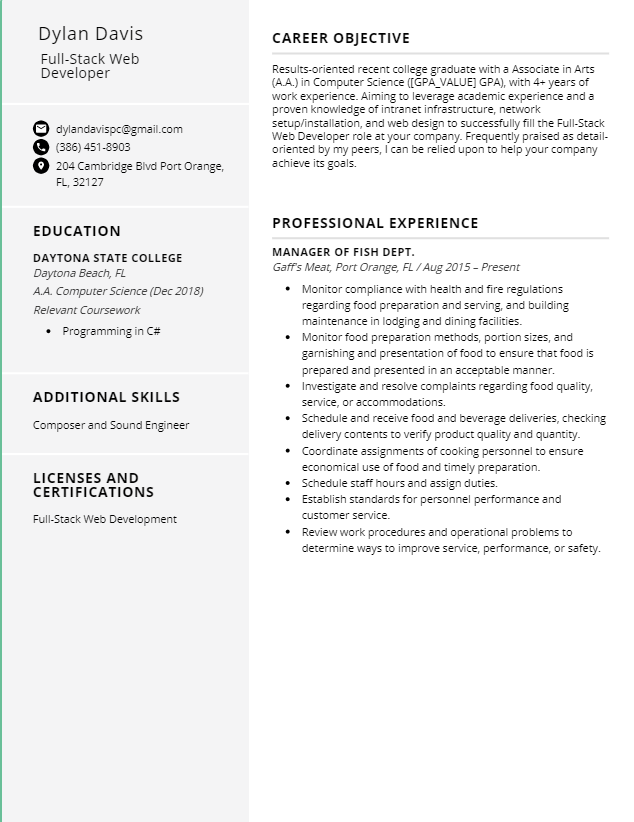 Dylan Davis
Full-Stack Web
Developer
dylandavispc@gmail.com
(386) 451-8903
204 Cambridge Blvd Port Orange,
FL, 32127
EDUCATION
DAYTONA STATE COLLEGE
Daytona Beach, FL
A.A. Computer Science (Dec 2018)
Relevant Coursework
• Programming in C#
ADDITIONAL SKILLS
Composer and Sound Engineer
LICENSES AND
CERTIFICATIONS
Full-Stack Web Development
CAREER OBJECTIVE
Results-oriented recent college graduate with a Associate in Arts
(A.A.) in Computer Science ([GPA_VALUE] GPA), with 4+ years of
work experience. Aiming to leverage academic experience and a
proven knowledge of intranet infrastructure, network
setup/installation, and web design to successfully fill the Full-Stack
Web Developer role at your company. Frequently praised as detail-
oriented by my peers, I can be relied upon to help your company
achieve its goals.
PROFESSIONAL EXPERIENCE
MANAGER OF FISH DEPT.
Gaff's Meat, Port Orange, FL / Aug 2015 – Present
• Monitor compliance with health and fire regulations
regarding food preparation and serving, and building
maintenance in lodging and dining facilities.
• Monitor food preparation methods, portion sizes, and
garnishing and presentation of food to ensure that food is
prepared and presented in an acceptable manner.
• Investigate and resolve complaints regarding food quality,
service, or accommodations.
• Schedule and receive food and beverage deliveries, checking
delivery contents to verify product quality and quantity.
• Coordinate assignments of cooking personnel to ensure
economical use of food and timely preparation.
• Schedule staff hours and assign duties.
• Establish standards for personnel performance and
customer service.
• Review work procedures and operational problems to
determine ways to improve service, performance, or safety.